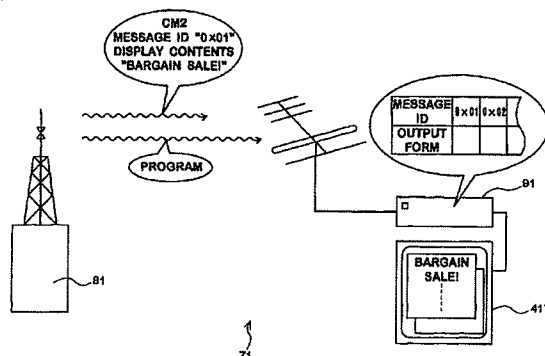 CM2
MESSAGE ID "0×01"
DISPLAY CONTENTS
"BARGAIN SALE!"
PROGRAM
MESSAGE ID 0×01 0×02
OUTPUT FORM
91
BARGAIN
SALE!
81
41'
71